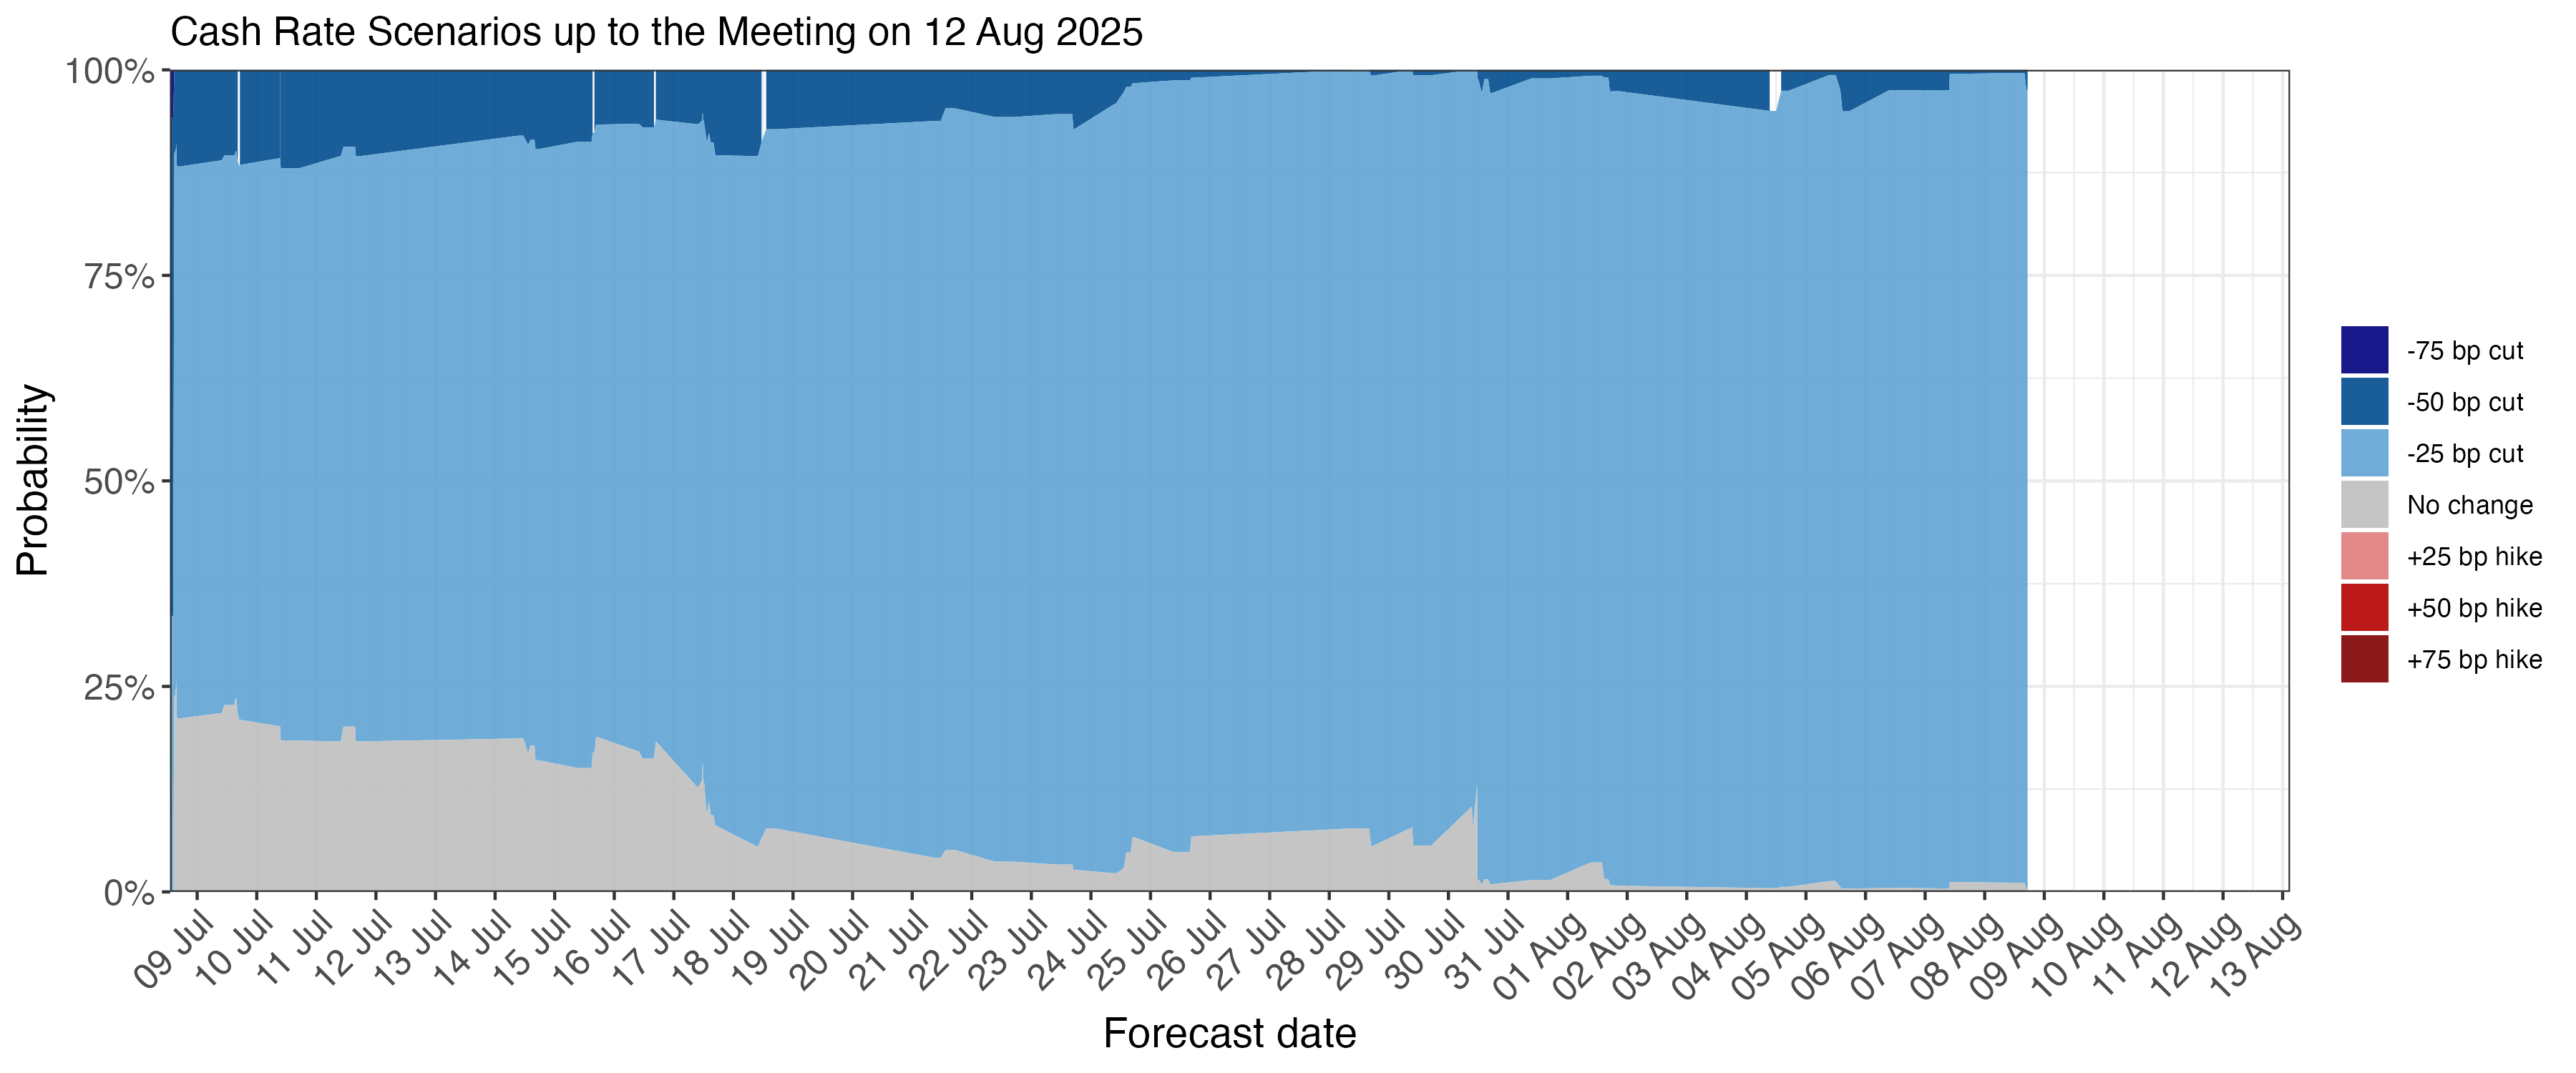 Cash Rate Scenarios up to the Meeting on 12 Aug 2025
Probability
100%
75%
50%
25%
0%
09 Jul
10 Jul
11 Jul
12 Jul
13 Jul
14 Jul
15 Jul
16 Jul
17 Jul
18 Jul
19 Jul
20 Jul
21 Jul
22 Jul
23 Jul
24 Jul
25 Jul
26 Jul
27 Jul
28 Jul
29 Jul
30 Jul
31 Jul
01 Aug
02 Aug
03 Aug
04 Aug
05 Aug
06 Aug
07 Aug
08 Aug
09 Aug
10 Aug
11 Aug
12 Aug
13 Aug
Forecast date
-75 bp cut
-50 bp cut
-25 bp cut
No change
+25 bp hike
+50 bp hike
+75 bp hike